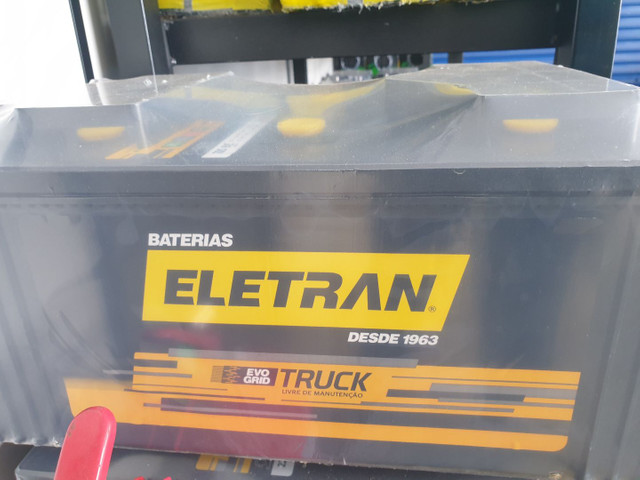 BATERIAS
ELETRAN®
DESDE 1963
EVO GRID TRUCK
LIVRE DE MANUTENÇÃO